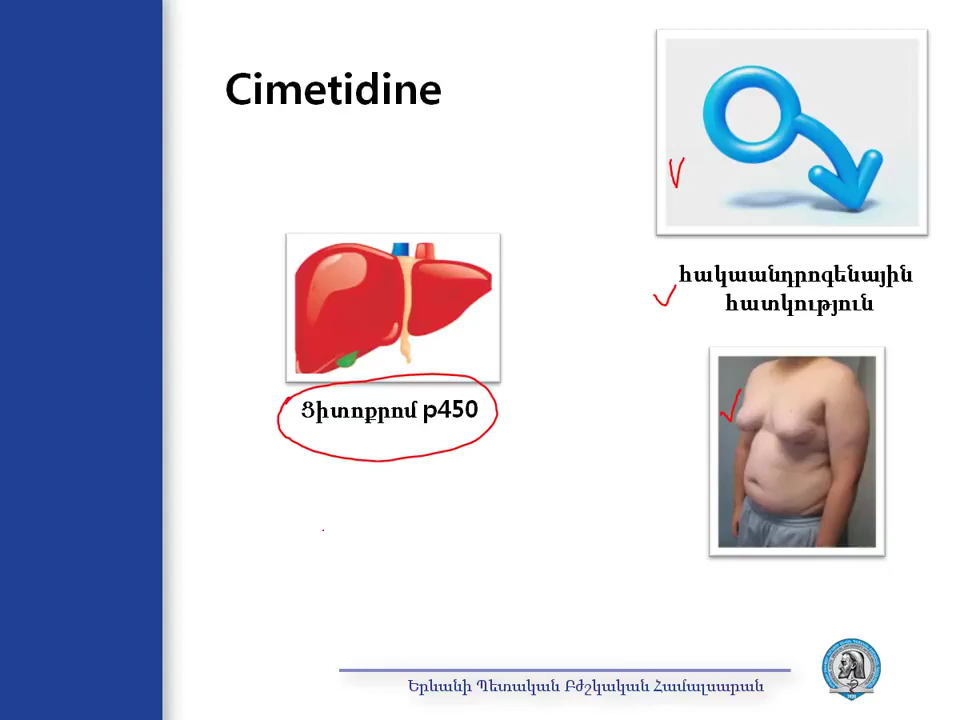 Cimetidine
հակաանդրոգենային
հատկություն
Ցիտոքրոմ p450
Երևանի Պետական Բժշկական Համալսարան